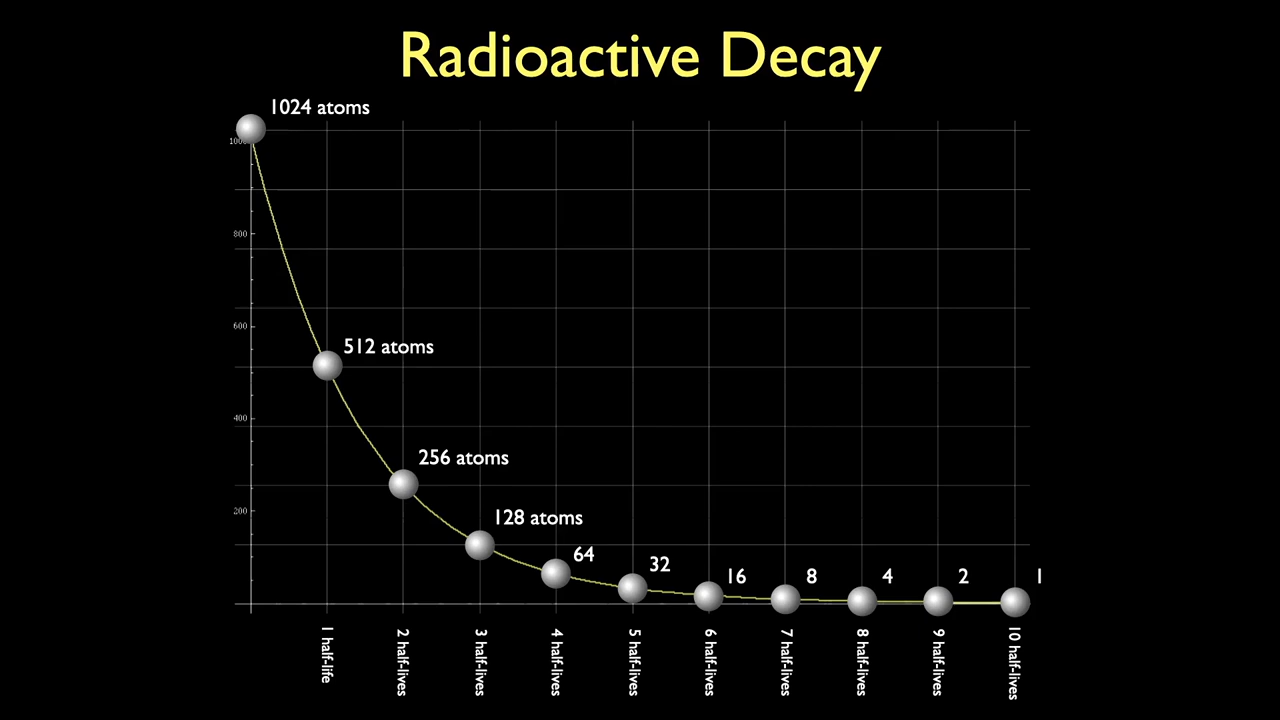 Radioactive Decay
1024 atoms
1000
800
600
400
200
512 atoms
256 atoms
128 atoms
64
32
16
8
4
2
1
1 half-life
2 half-lives
3 half-lives
4 half-lives
5 half-lives
6 half-lives
7 half-lives
8 half-lives
9 half-lives
10 half-lives